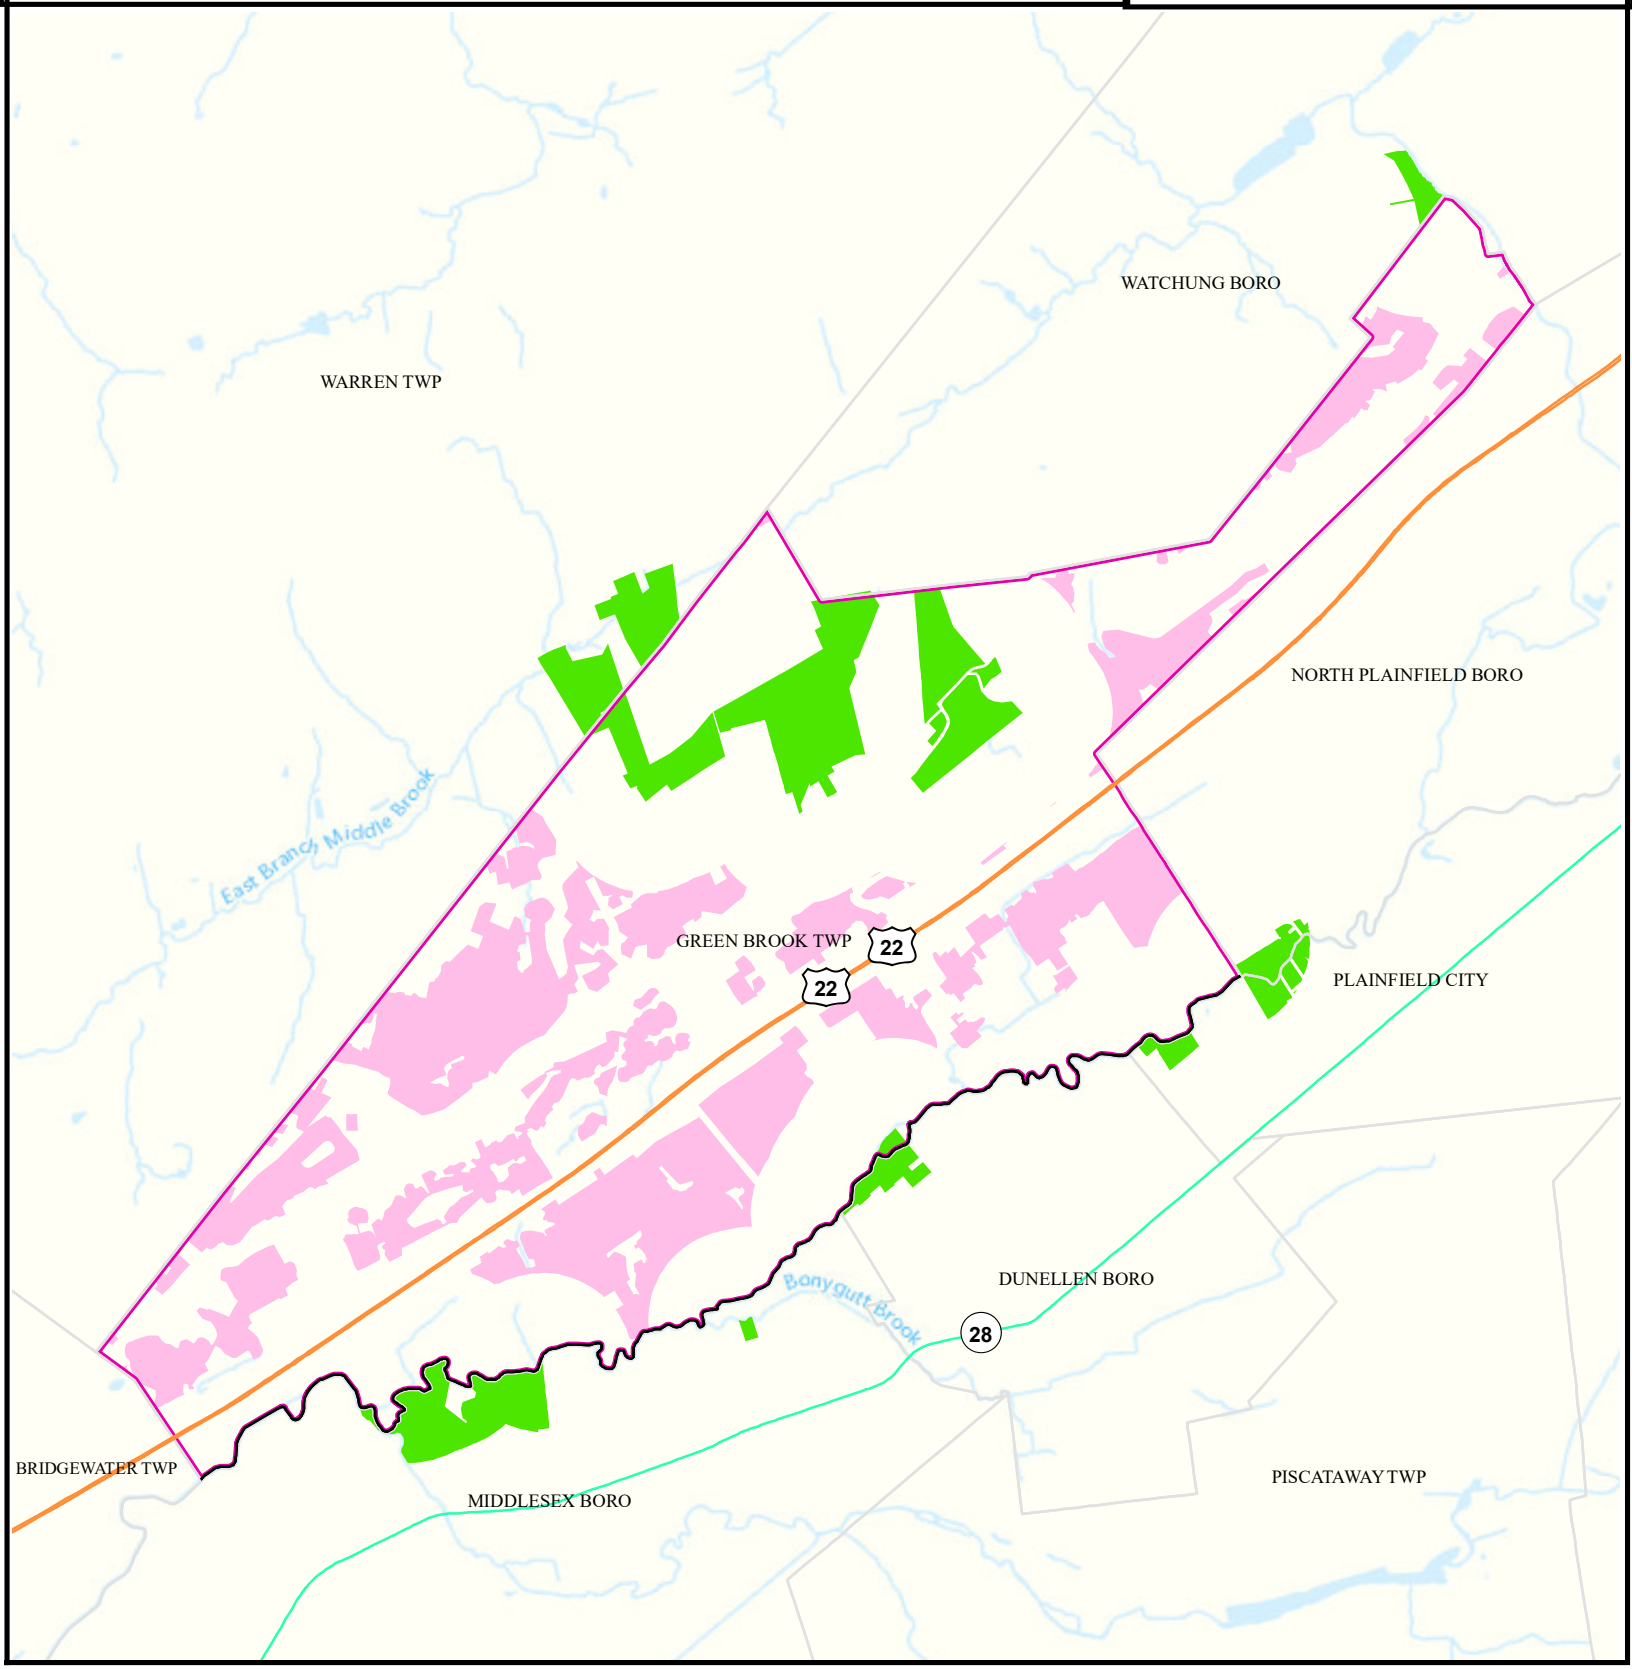 WATCHUNG BORO
WARREN TWP
NORTH PLAINFIELD BORO
East Branch Middle Brook
GREEN BROOK TWP
22
22
PLAINFIELD CITY
Bonygutt Brook
DUNELLEN BORO
28
BRIDGEWATER TWP
PISCATAWAY TWP
MIDDLESEX BORO